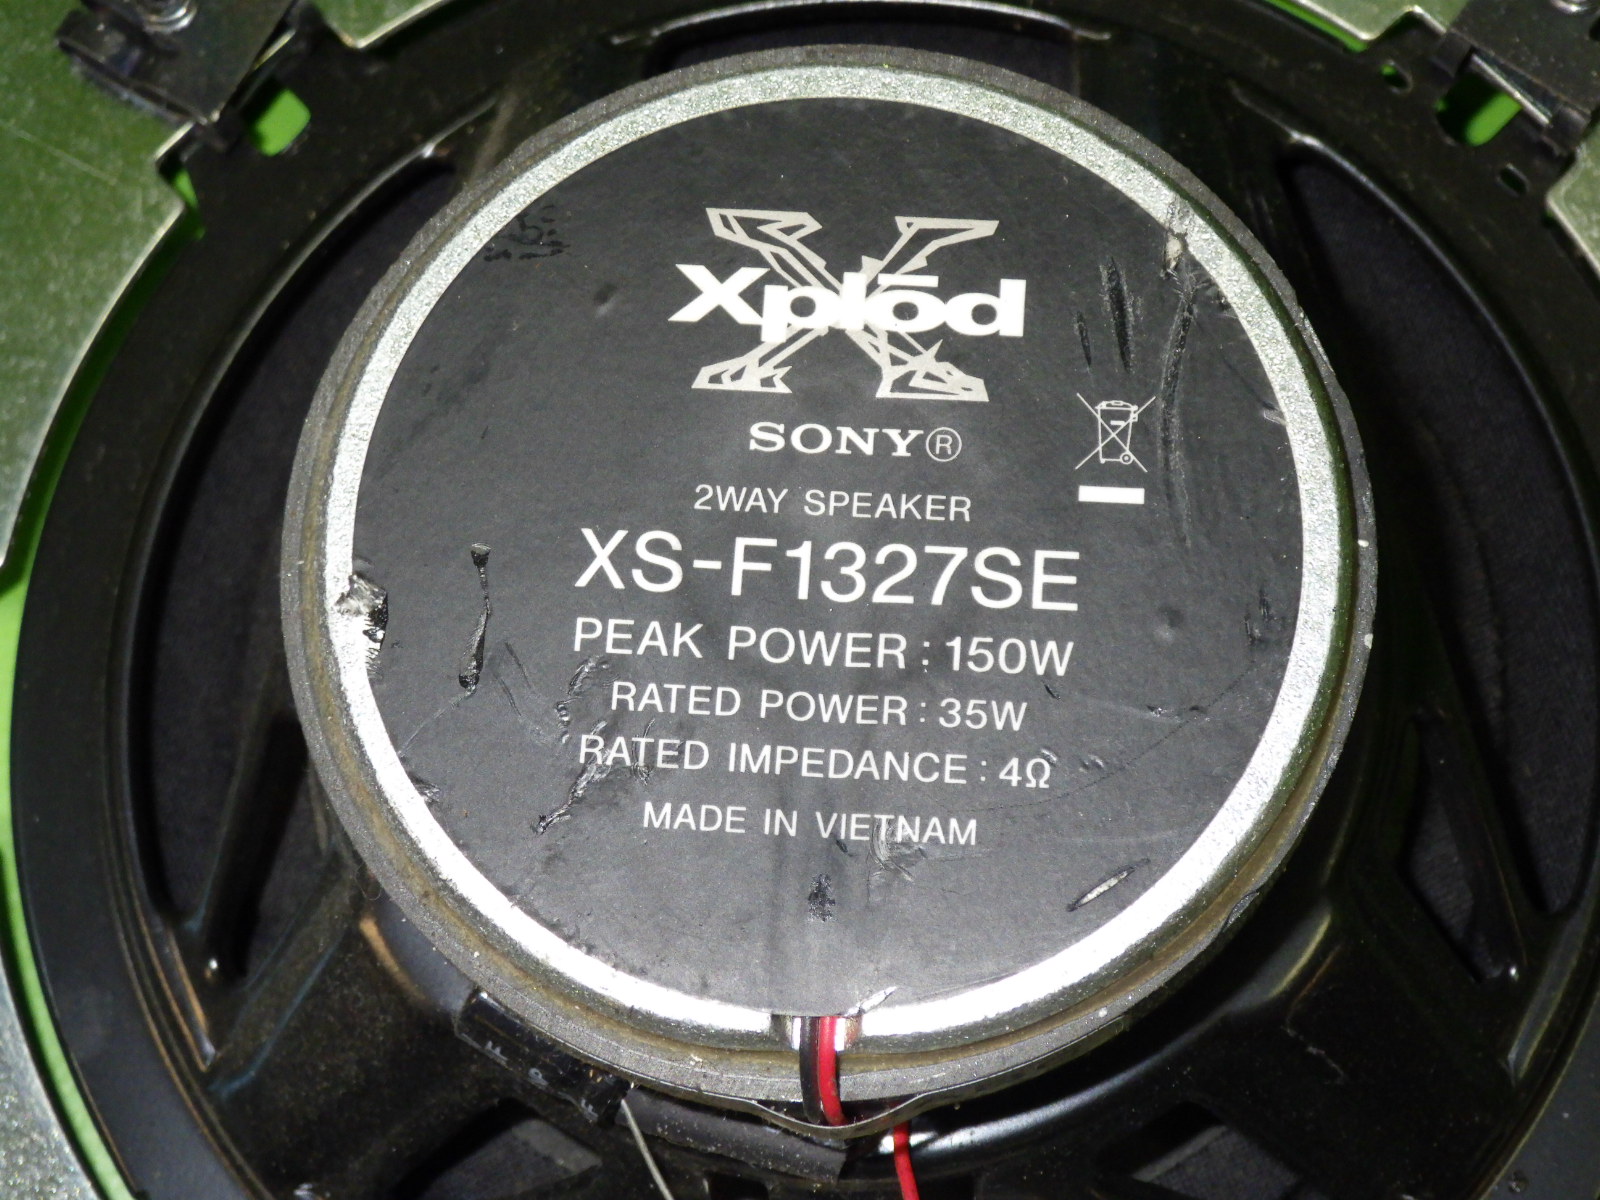 Xplōd
SONY®
2WAY SPEAKER
XS-F1327SE
PEAK POWER : 150W
RATED POWER : 35W
RATED IMPEDANCE : 4Ω
MADE IN VIETNAM